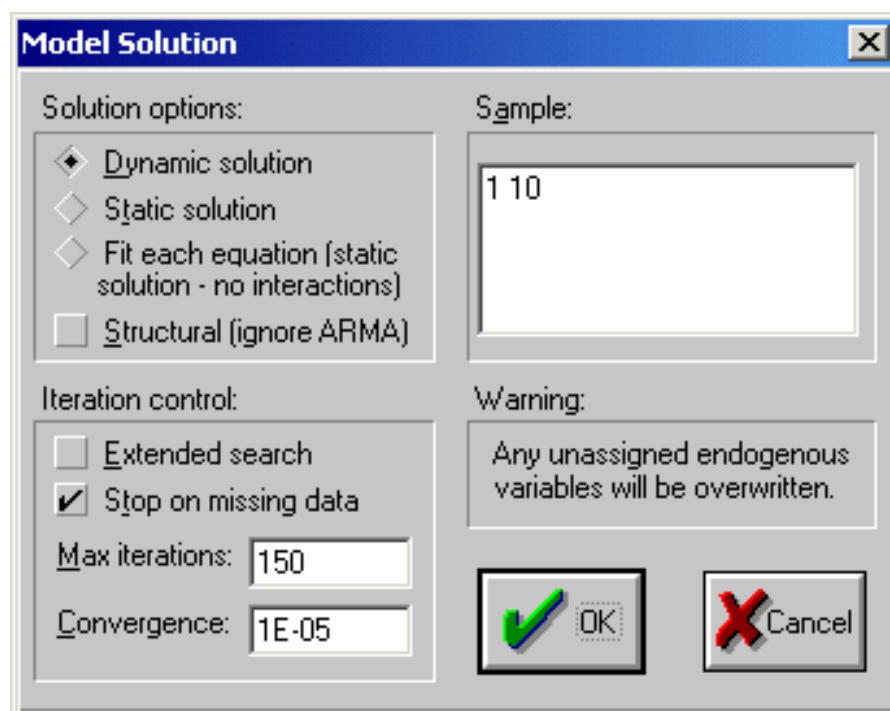 Model Solution
Solution options:
Dynamic solution
Static solution
Fit each equation (static
solution - no interactions)
Structural (ignore ARMA)
Sample:
1 10
Iteration control:
Extended search
Stop on missing data
Max iterations: 150
Convergence: 1E-05
Warning:
Any unassigned endogenous
variables will be overwritten.
OK
Cancel